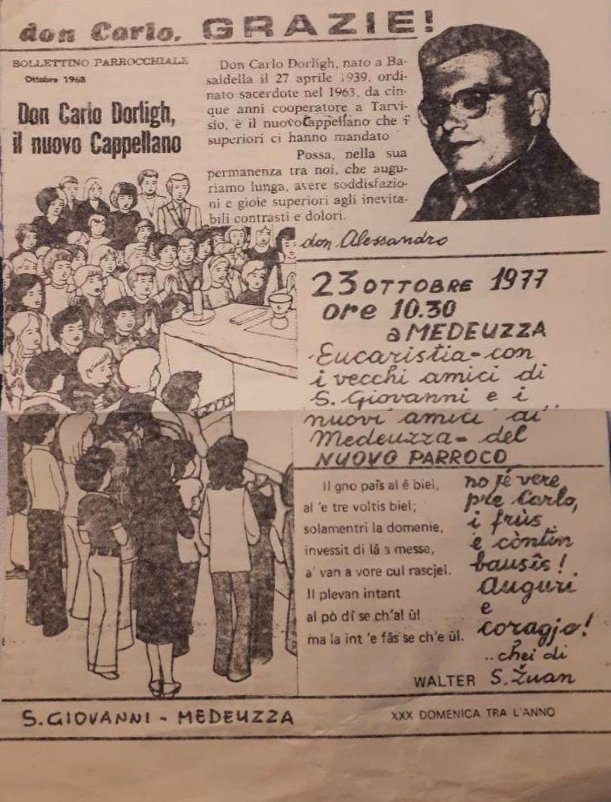 don Carlo, GRAZIE!
BOLLETTINO PARROCCHIALE
Ottobre 1968
Don Carlo Dorligh,
il nuovo Cappellano
Don Carlo Dorligh, nato a Ba-
saldella il 27 aprile 1939, ordi-
nato sacerdote nel 1963, da cin-
que anni cooperatore a Tarvi-
sio, è il nuovo Cappellano che i
superiori ci hanno mandato
Possa, nella sua
permanenza tra noi, che augu-
riamo lunga, avere soddisfazio-
ni e gioie superiori agli inevita-
bili contrasti e dolori.
don Alessandro
23 OTTOBRE 1977
ore 10.30
a MEDEUZZA
Eucaristia - con
i vecchi amici di
S. Giovanni e i
nuovi amici di
Medeuzza - del
NUOVO PARROCO
Il gno paîs al è biel,
al 'e tre voltis biel;
solamentri la domenie,
invessit di lâ a messe,
a' van a vore cul rascjel.
Il plevan intant
al pò dî se ch'al ûl
ma la int 'e fâs se ch'e ûl.
WALTER
no jé vere
pre Carlo,
i frùs
e còntin
bausîs!
Auguri
e
coragjo!
..chei di
S. Žuan
S. GIOVANNI - MEDEUZZA
XXX DOMENICA TRA L'ANNO